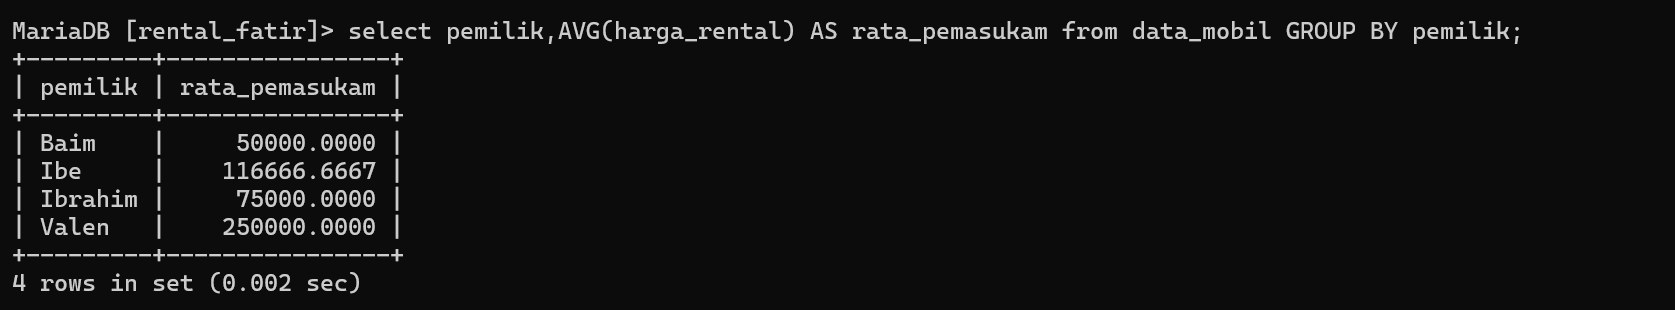 MariaDB [rental_fatir]> select pemilik,AVG(harga_rental) AS rata_pemasukam from data_mobil GROUP BY pemilik;
+---------+----------------+
| pemilik | rata_pemasukam |
+---------+----------------+
| Baim    |     50000.0000 |
| Ibe     |    116666.6667 |
| Ibrahim |     75000.0000 |
| Valen   |    250000.0000 |
+---------+----------------+
4 rows in set (0.002 sec)